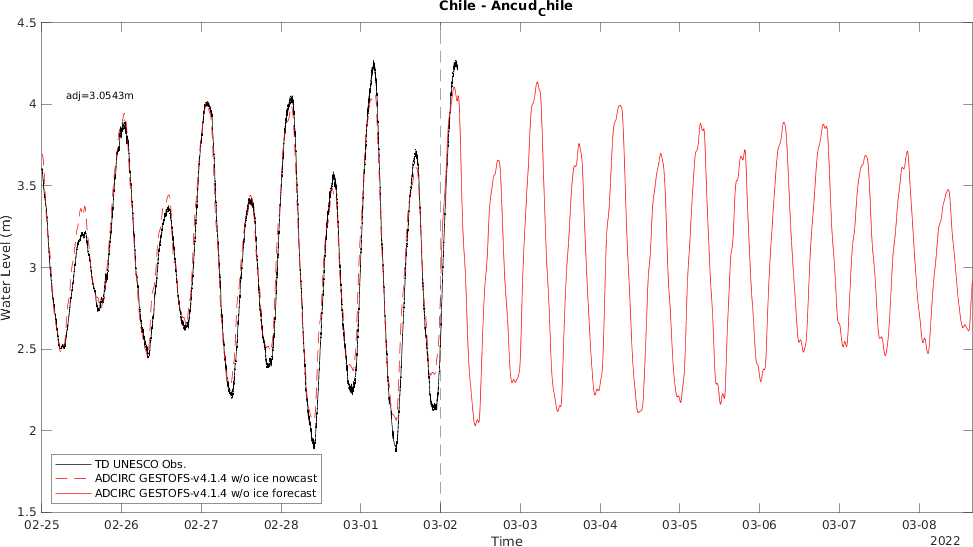 Chile - Ancud_Chile
adj=3.0543m
Water Level (m)
4.5
4
3.5
3
2.5
2
1.5
TD UNESCO Obs.
ADCIRC GESTOFS-v4.1.4 w/o ice nowcast
ADCIRC GESTOFS-v4.1.4 w/o ice forecast
02-25 02-26 02-27 02-28 03-01 03-02 03-03 03-04 03-05 03-06 03-07 03-08
Time
2022